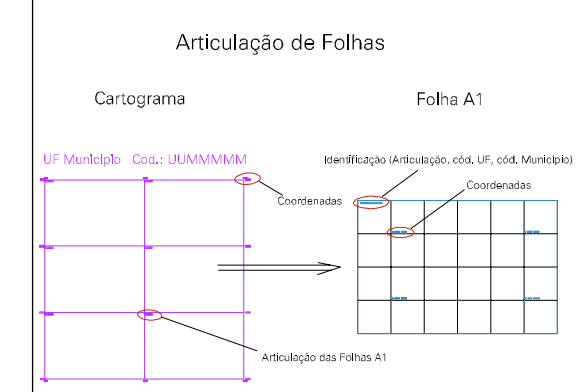 Articulação de Folhas
Cartograma
Folha A1
UF Município Cod.: UUMMMMM
Identificação (Articulação, cód. UF, cód. Município)
Coordenadas
Coordenadas
Articulação das Folhas A1